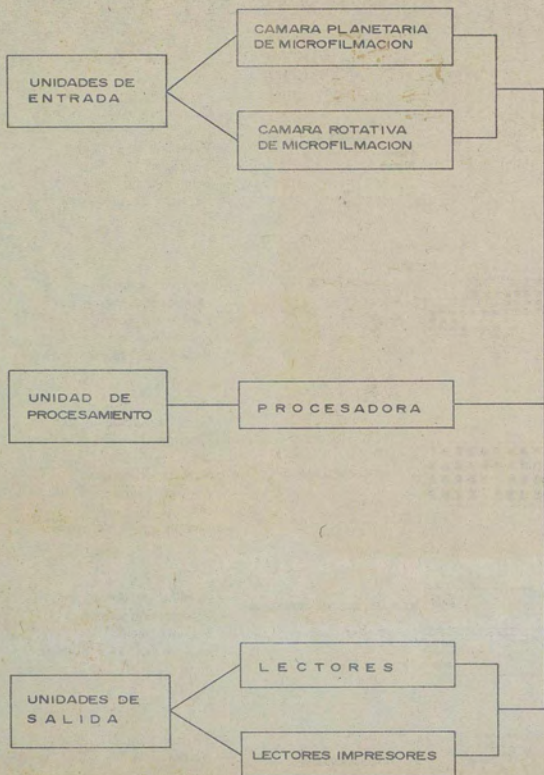 UNIDADES DE
ENTRADA
CAMARA PLANETARIA
DE MICROFILMACION
CAMARA ROTATIVA
DE MICROFILMACION
UNIDAD DE
PROCESAMIENTO
PROCESADORA
UNIDADES DE
SALIDA
LECTORES
LECTORES IMPRESORES